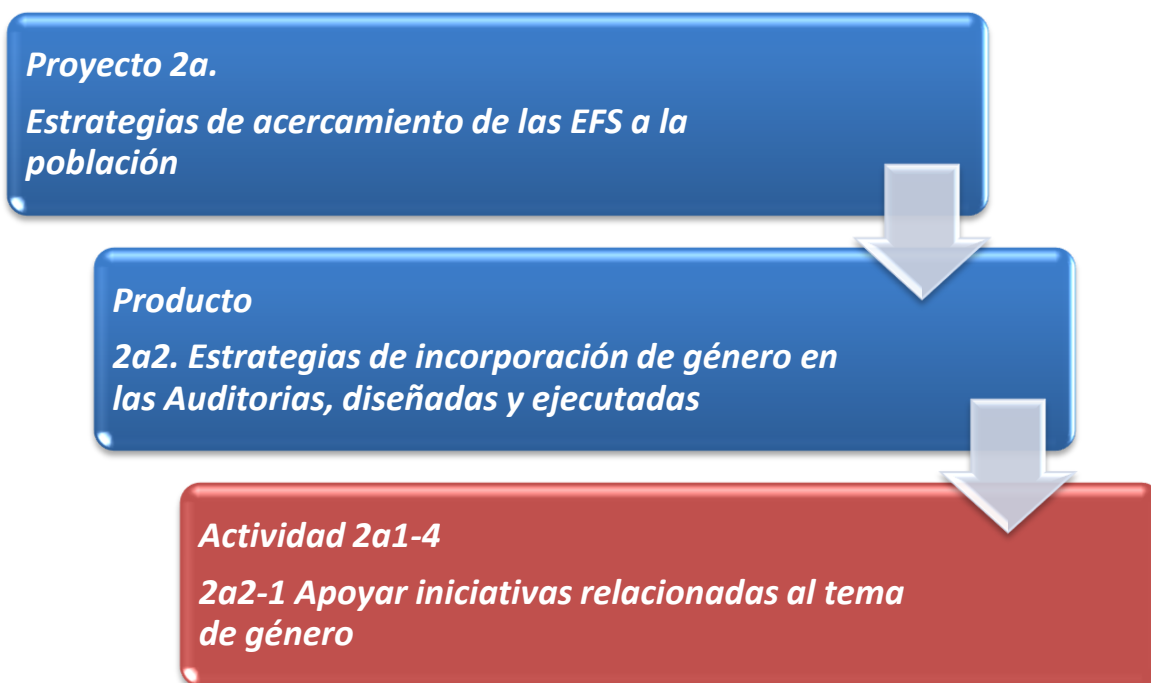 Proyecto 2a.
Estrategias de acercamiento de las EFS a la
población
Producto
2a2. Estrategias de incorporación de género en
las Auditorias, diseñadas y ejecutadas
Actividad 2a1-4
2a2-1 Apoyar iniciativas relacionadas al tema
de género